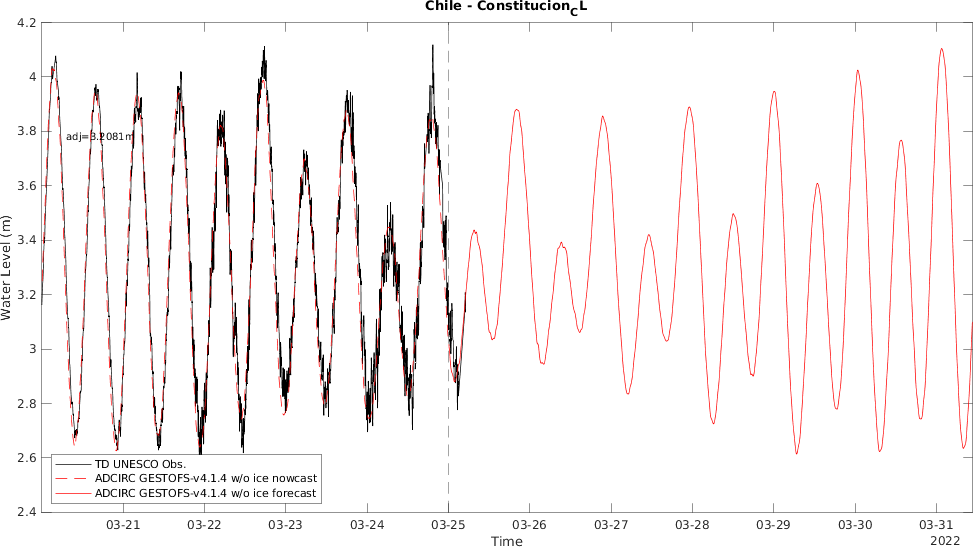 Chile - Constitucion_CL
4.2
4
3.8
3.6
3.4
3.2
3
2.8
2.6
2.4
Water Level (m)
adj=3.2081m
TD UNESCO Obs.
ADCIRC GESTOFS-v4.1.4 w/o ice nowcast
ADCIRC GESTOFS-v4.1.4 w/o ice forecast
03-21 03-22 03-23 03-24 03-25 03-26 03-27 03-28 03-29 03-30 03-31
Time
2022